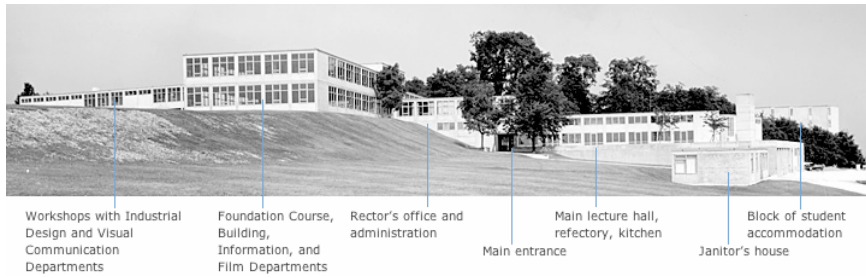 Workshops with Industrial
Design and Visual
Communication
Departments
Foundation Course,
Building,
Information, and
Film Departments
Rector's office and
administration
Main entrance
Main lecture hall,
refectory, kitchen
Janitor's house
Block of student
accommodation